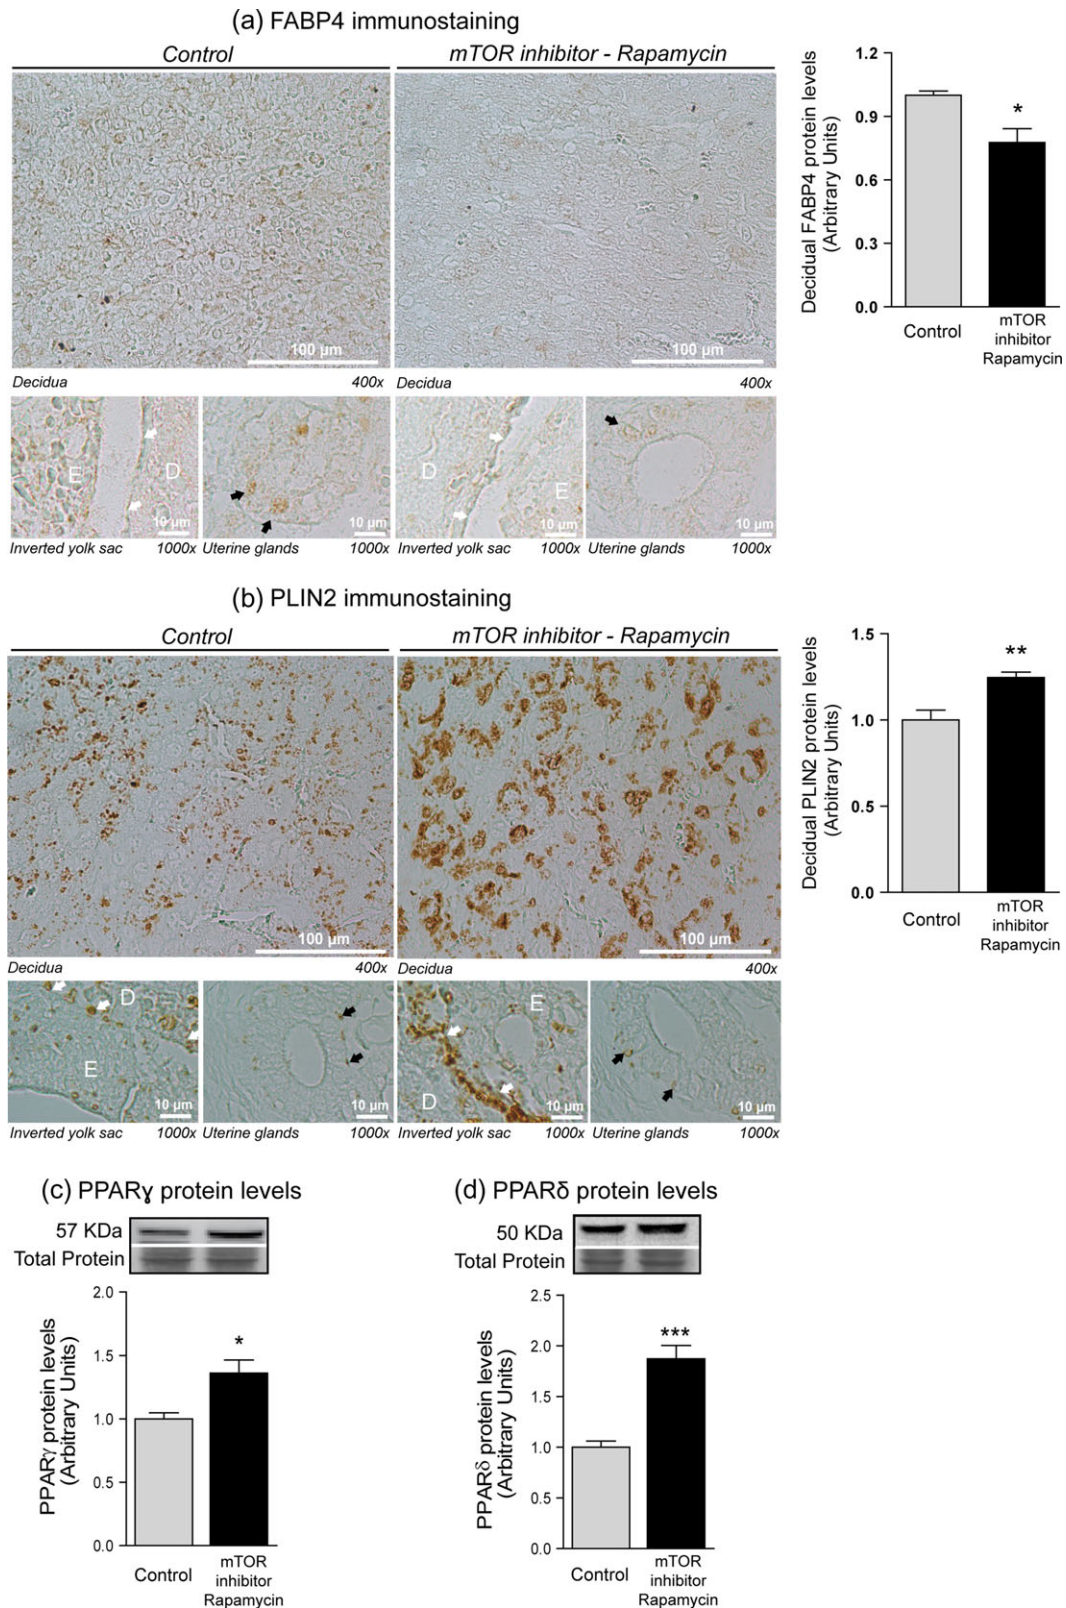 (a) FABP4 immunostaining
Control
mTOR inhibitor - Rapamycin
100 µm
100 µm
Decidua 400x
Decidua 400x
E
D
10 µm
10 µm
D
E
10 µm
10 µm
Inverted yolk sac 1000x
Uterine glands 1000x
Inverted yolk sac 1000x
Uterine glands 1000x
Decidual FABP4 protein levels
(Arbitrary Units)
1.2
0.9
0.6
0.3
0.0
*
Control
mTOR
inhibitor
Rapamycin
(b) PLIN2 immunostaining
Control
mTOR inhibitor - Rapamycin
100 µm
100 µm
Decidua 400x
Decidua 400x
D
E
10 µm
10 µm
E
D
10 µm
10 µm
Inverted yolk sac 1000x
Uterine glands 1000x
Inverted yolk sac 1000x
Uterine glands 1000x
Decidual PLIN2 protein levels
(Arbitrary Units)
1.5
1.0
0.5
0.0
**
Control
mTOR
inhibitor
Rapamycin
(c) PPARɣ protein levels
57 KDa
Total Protein
PPARγ protein levels
(Arbitrary Units)
2.0
1.5
1.0
0.5
0.0
*
Control
mTOR
inhibitor
Rapamycin
(d) PPARδ protein levels
50 KDa
Total Protein
PPARδ protein levels
(Arbitrary Units)
2.5
2.0
1.5
1.0
0.5
0.0
***
Control
mTOR
inhibitor
Rapamycin